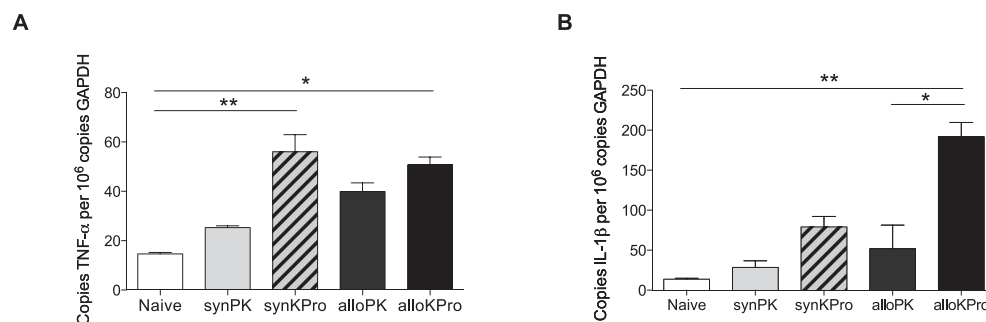 A
Copies TNF-α per 10⁶ copies GAPDH
80
60
40
20
0
*
**
Naive synPK synKPro alloPK alloKPro
B
Copies IL-1β per 10⁶ copies GAPDH
250
200
150
100
50
0
**
*
Naive synPK synKPro alloPK alloKPro